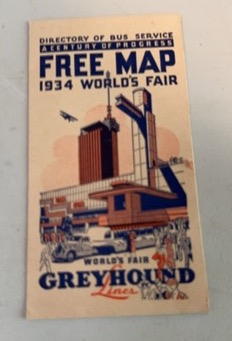 DIRECTORY OF BUS SERVICE
A CENTURY OF PROGRESS
FREE MAP
1934 WORLD'S FAIR
WORLD'S FAIR
GREYHOUND
Lines